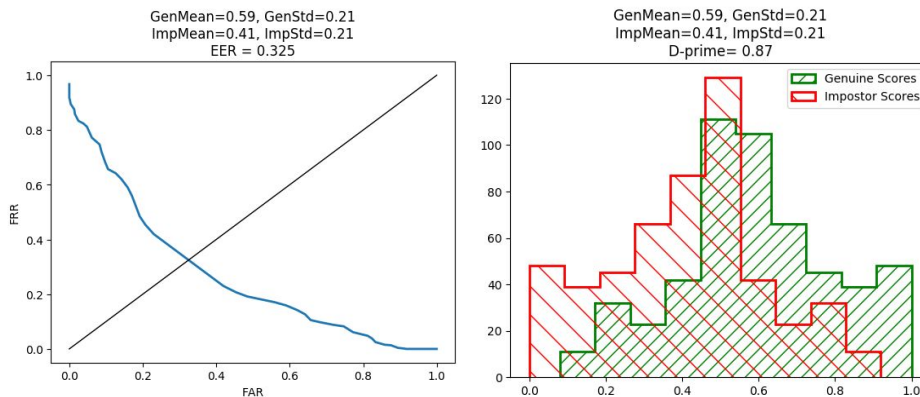 GenMean=0.59, GenStd=0.21
ImpMean=0.41, ImpStd=0.21
EER = 0.325
1.0
0.8
0.6
0.4
0.2
0.0
FRR
0.0
0.2
0.4
0.6
0.8
1.0
FAR
GenMean=0.59, GenStd=0.21
ImpMean=0.41, ImpStd=0.21
D-prime= 0.87
Genuine Scores
Impostor Scores
120
100
80
60
40
20
0
0.0
0.2
0.4
0.6
0.8
1.0